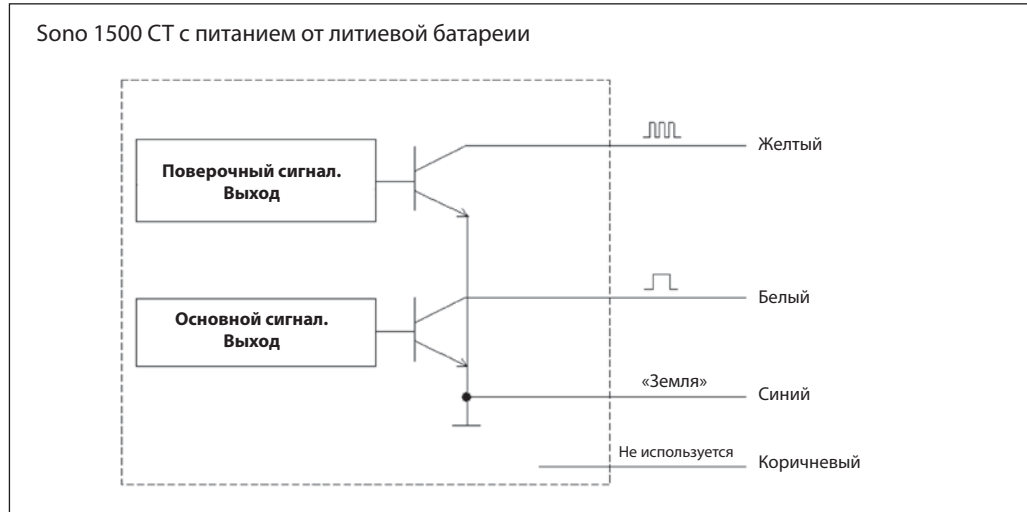 Sono 1500 CT с питанием от литиевой батареии
Поверочный сигнал.
Выход
Желтый
Основной сигнал.
Выход
Белый
«Земля»
Синий
Не используется
Коричневый